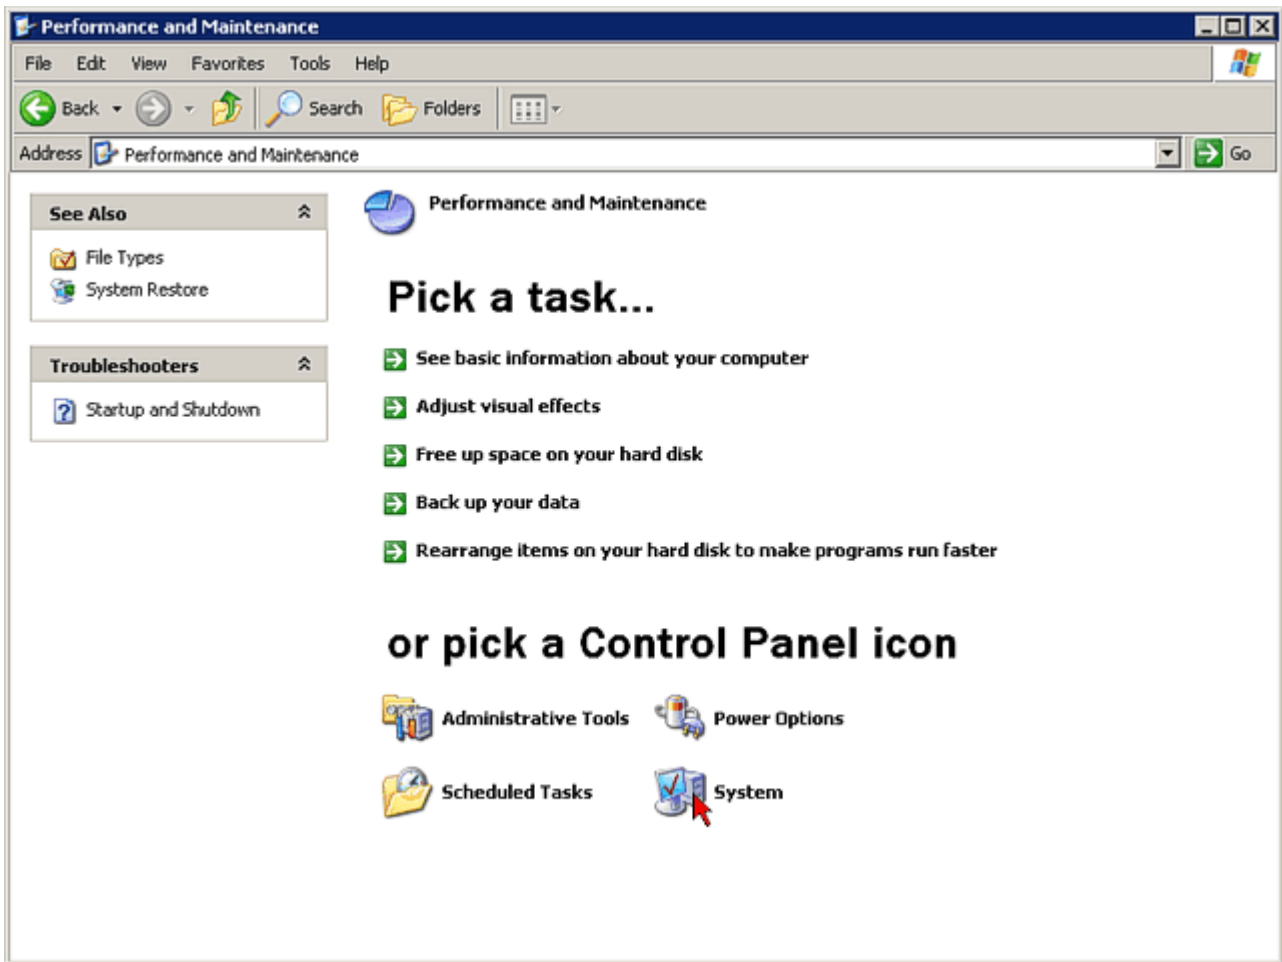 Performance and Maintenance
File Edit View Favorites Tools Help
Back Search Folders
Address Performance and Maintenance Go
See Also
File Types
System Restore
Troubleshooters
Startup and Shutdown
Performance and Maintenance
Pick a task...
See basic information about your computer
Adjust visual effects
Free up space on your hard disk
Back up your data
Rearrange items on your hard disk to make programs run faster
or pick a Control Panel icon
Administrative Tools Power Options
Scheduled Tasks System